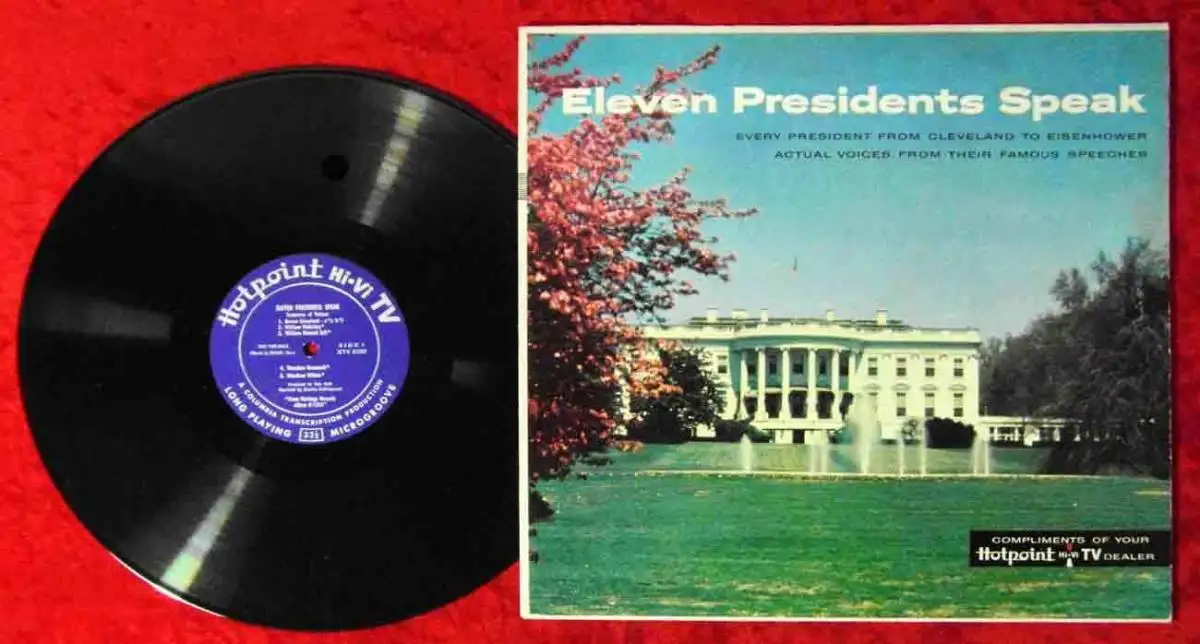 Hotpoint Hi-Vi TV
ELEVEN PRESIDENTS SPEAK
SIDE 1
A COLUMBIA TRANSCRIPTION PRODUCTION
LONG PLAYING 33⅓ MICROGROOVE
Eleven Presidents Speak
EVERY PRESIDENT FROM CLEVELAND TO EISENHOWER
ACTUAL VOICES FROM THEIR FAMOUS SPEECHES
COMPLIMENTS OF YOUR
Hotpoint Hi-Vi TV DEALER